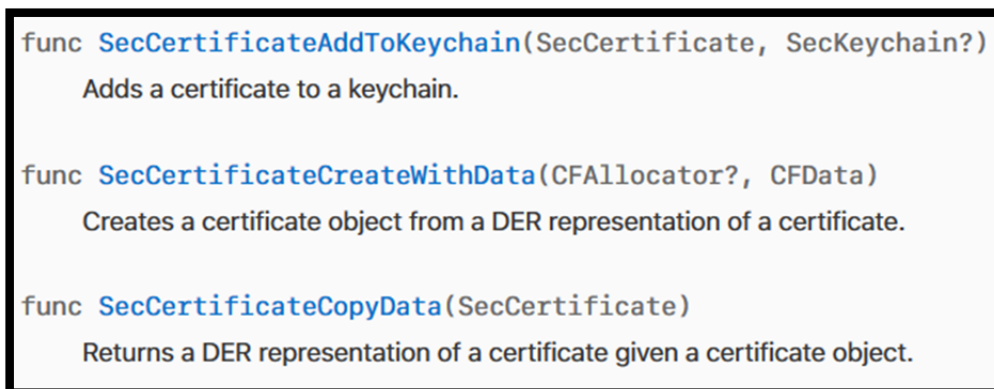 func SecCertificateAddToKeychain(SecCertificate, SecKeychain?)
Adds a certificate to a keychain.
func SecCertificateCreateWithData(CFAllocator?, CFData)
Creates a certificate object from a DER representation of a certificate.
func SecCertificateCopyData(SecCertificate)
Returns a DER representation of a certificate given a certificate object.